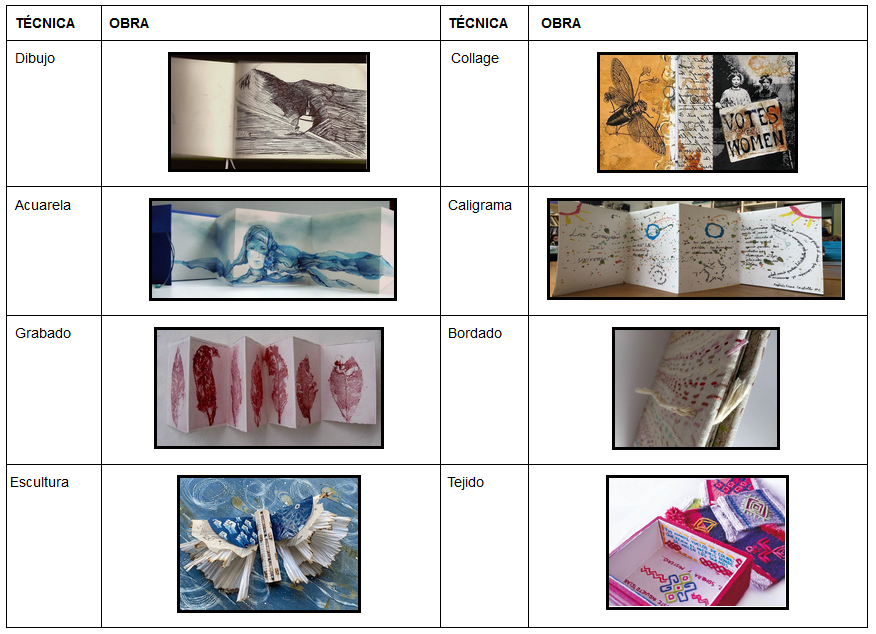 TÉCNICA OBRA TÉCNICA OBRA
Dibujo Collage
VOTES
WOMEN
Acuarela Caligrama
Grabado Bordado
Escultura Tejido